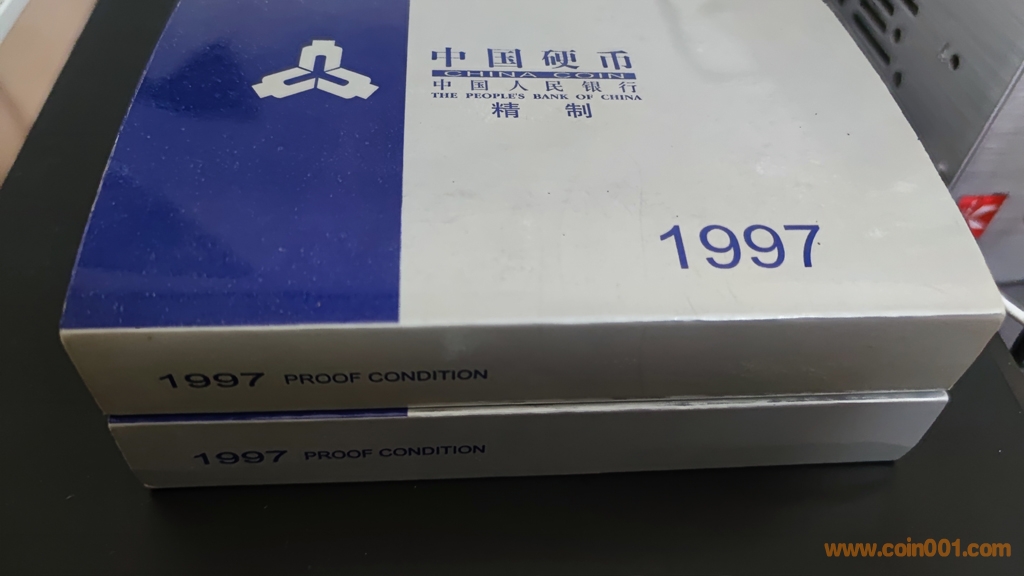 中国硬币
CHINA COIN
中国人民银行
THE PEOPLE'S BANK OF CHINA
精 制
1997
1997 PROOF CONDITION
1997 PROOF CONDITION
www.coin001.com